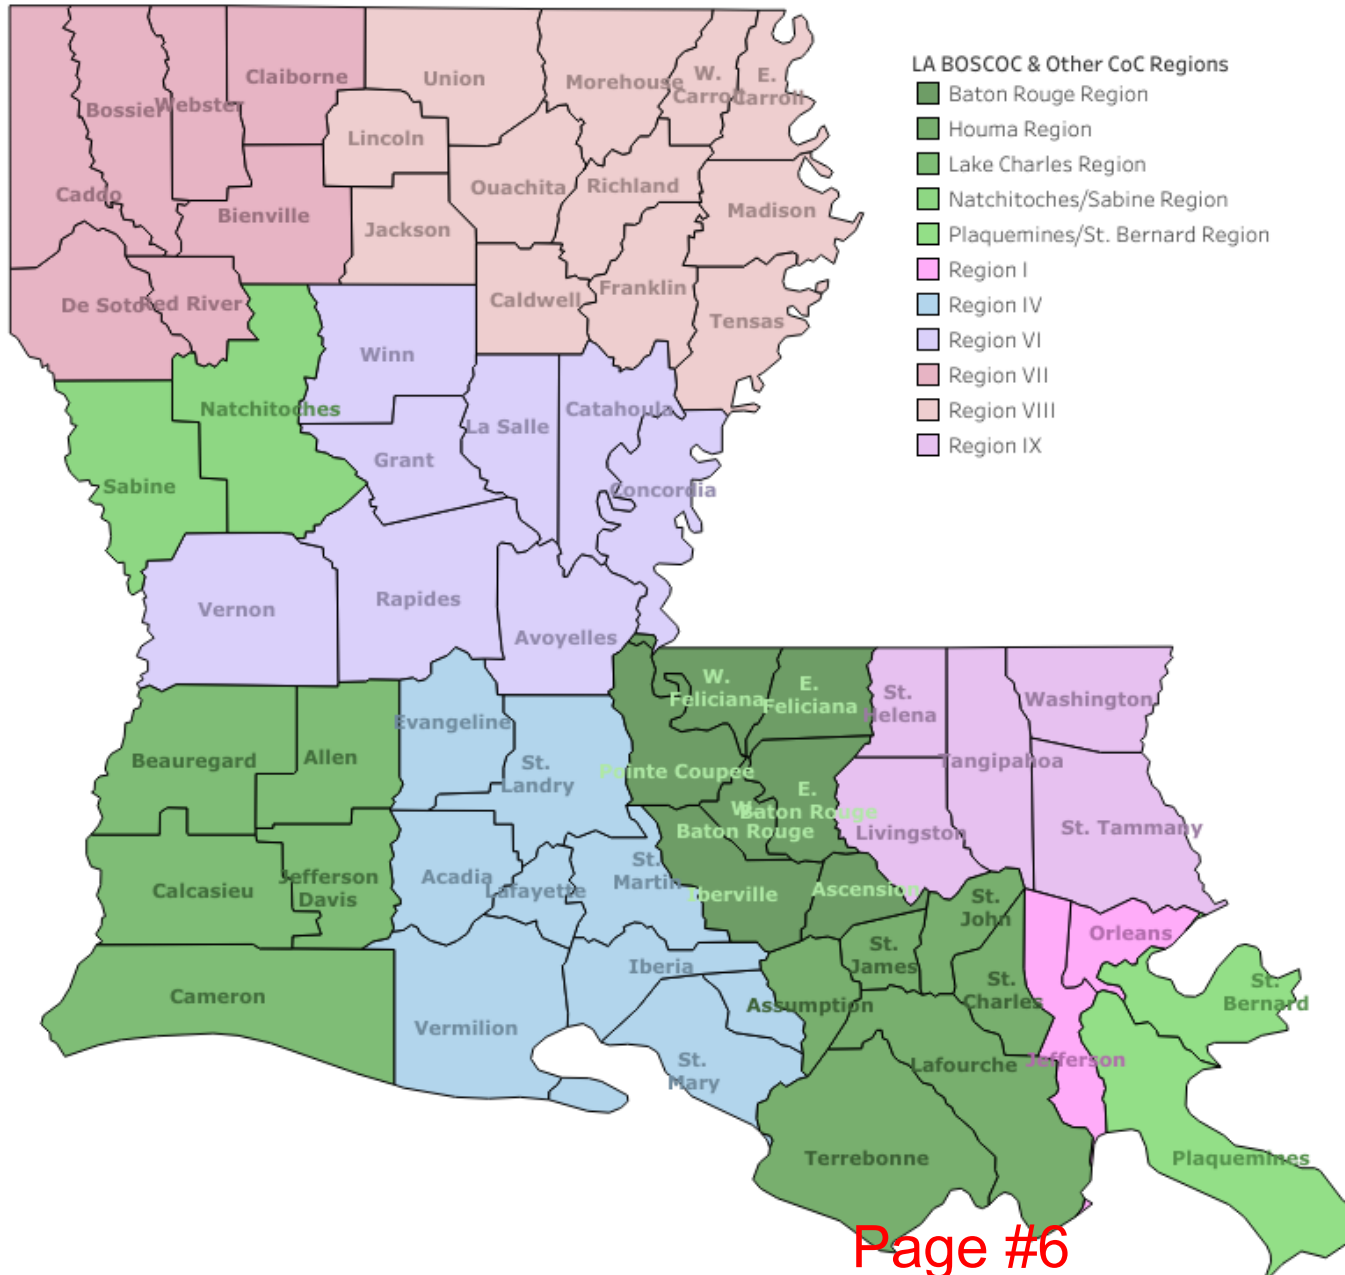 LA BOSCOC & Other CoC Regions
Baton Rouge Region
Houma Region
Lake Charles Region
Natchitoches/Sabine Region
Plaquemines/St. Bernard Region
Region I
Region IV
Region VI
Region VII
Region VIII
Region IX
Claiborne
Union
Morehouse
W.
Carroll
E.
Carroll
Bossier
Webster
Lincoln
Caddo
Bienville
Ouachita
Richland
Madison
Jackson
De Soto
Red River
Caldwell
Franklin
Tensas
Winn
Natchitoches
La Salle
Catahoula
Grant
Sabine
Concordia
Vernon
Rapides
Avoyelles
W.
Feliciana
E.
Feliciana
St.
Helena
Washington
Evangeline
Beauregard
Allen
St.
Landry
Pointe Coupee
Tangipahoa
E.
Baton Rouge
W.
Baton Rouge
Livingston
St. Tammany
Calcasieu
Jefferson
Davis
Acadia
Lafayette
St.
Martin
Iberville
Ascension
St.
John
Orleans
St.
James
Iberia
Cameron
Assumption
St.
Charles
St.
Bernard
Vermilion
St.
Mary
Lafourche
Jefferson
Terrebonne
Plaquemines
Page #6